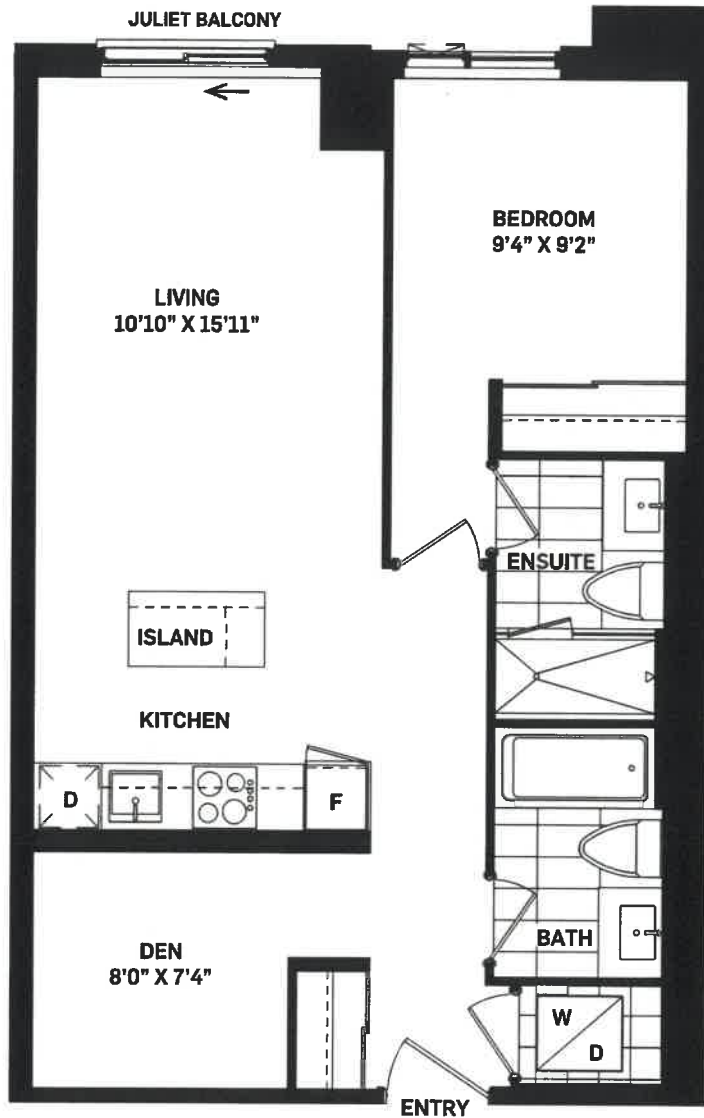 JULIET BALCONY
BEDROOM
9'4" X 9'2"
LIVING
10'10" X 15'11"
ENSUITE
ISLAND
KITCHEN
D
F
DEN
8'0" X 7'4"
BATH
W
D
ENTRY